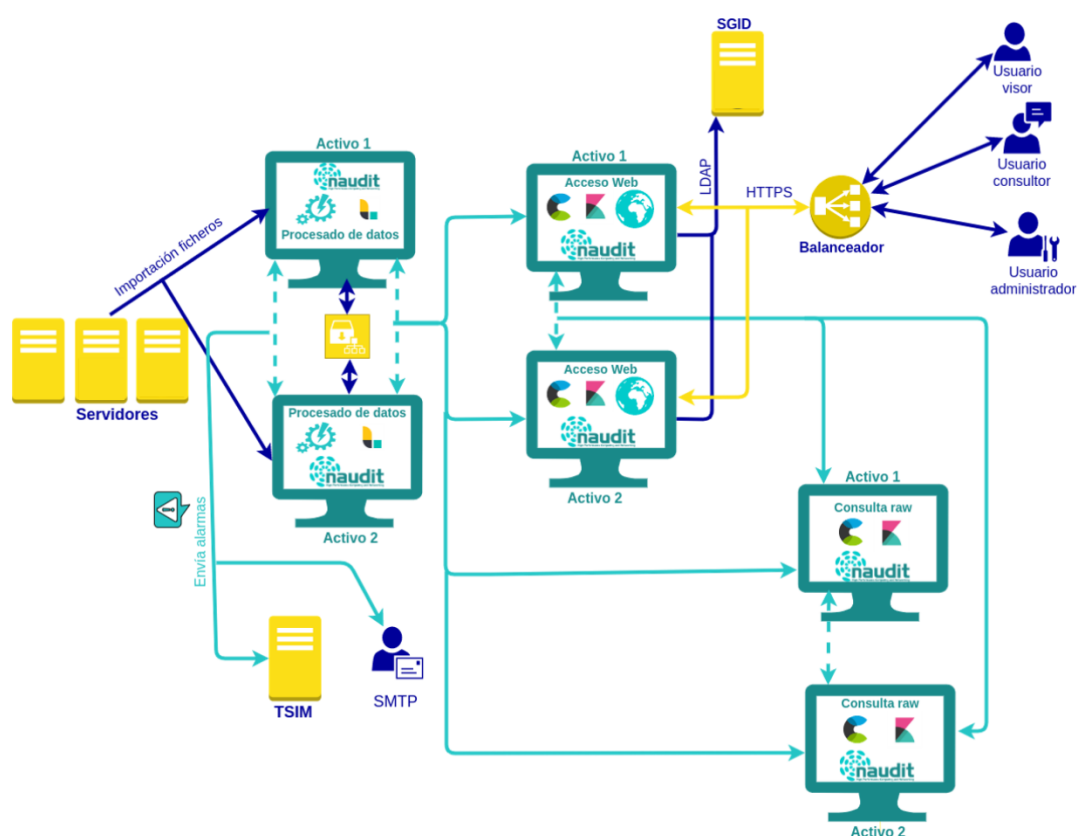 SGID
Usuario
visor
Usuario
consultor
Usuario
administrador
LDAP
HTTPS
Balanceador
Activo 1
naudit
Procesado de datos
Activo 1
Acceso Web
naudit
Importación ficheros
Servidores
Procesado de datos
naudit
Activo 2
Acceso Web
naudit
Activo 2
Activo 1
Consulta raw
naudit
Envía alarmas
TSIM
SMTP
Consulta raw
naudit
Activo 2